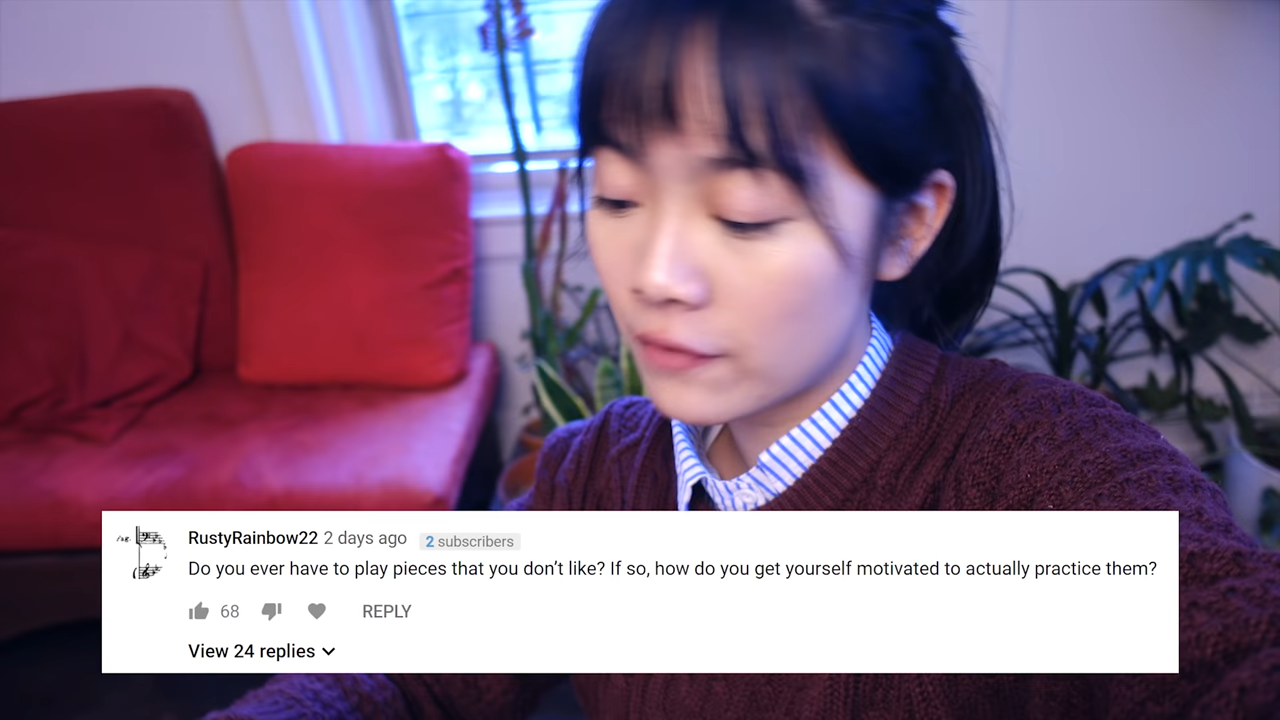 RustyRainbow22 2 days ago 2 subscribers
Do you ever have to play pieces that you don’t like? If so, how do you get yourself motivated to actually practice them?
68 REPLY
View 24 replies